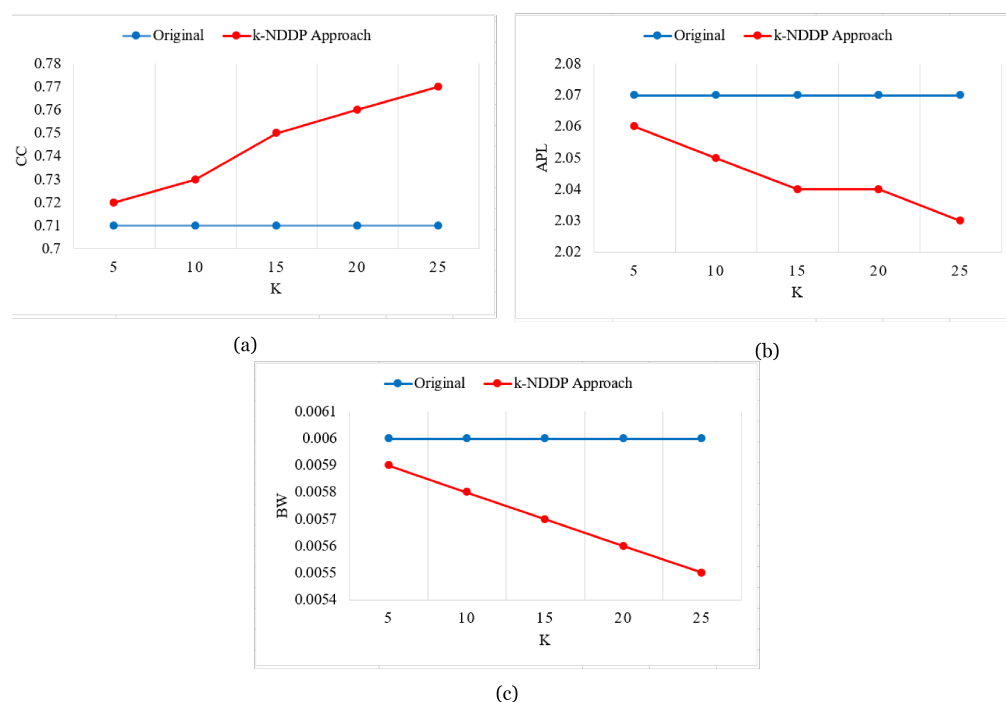 Original k-NDDP Approach
0.78
0.77
0.76
0.75
0.74
0.73
0.72
0.71
0.7
CC
5 10 15 20 25
K
(a)
Original k-NDDP Approach
2.08
2.07
2.06
2.05
2.04
2.03
2.02
APL
5 10 15 20 25
K
(b)
Original k-NDDP Approach
0.0061
0.006
0.0059
0.0058
0.0057
0.0056
0.0055
0.0054
BW
5 10 15 20 25
K
(c)